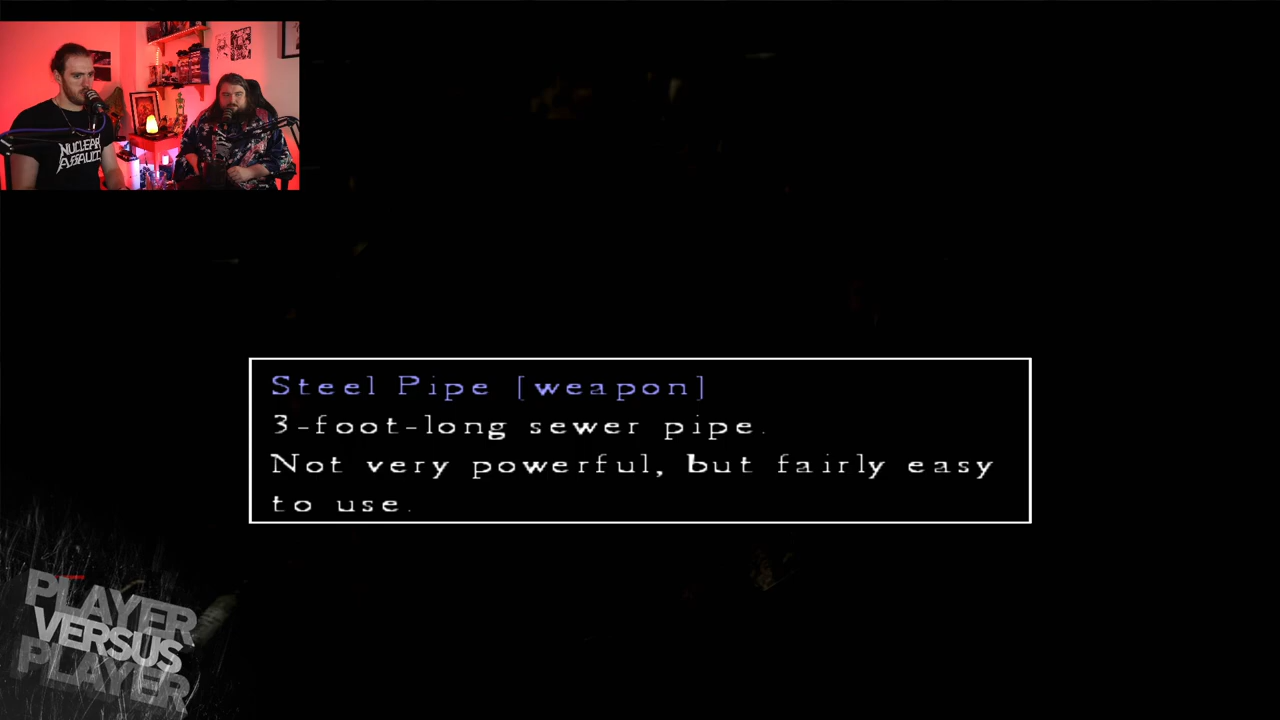 NUCLEAR
ASSAULT
Steel Pipe [weapon]
3-foot-long sewer pipe.
Not very powerful, but fairly easy
to use.
PLAYER
VERSUS
PLAYER